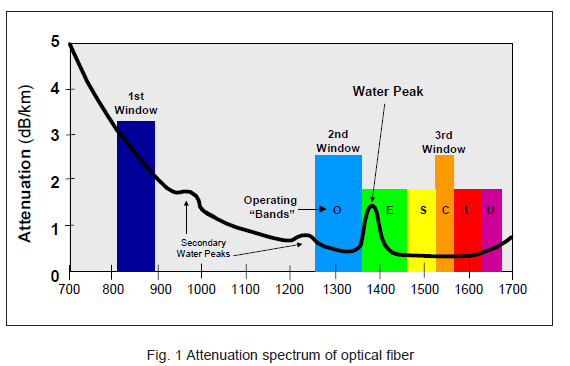 5
4
3
2
1
0
Attenuation (dB/km)
1st
Window
Water Peak
2nd
Window
3rd
Window
Operating
“Bands”
O
E
S
C
L
U
Secondary
Water Peaks
700
800
900
1000
1100
1200
1300
1400
1500
1600
1700
Fig. 1 Attenuation spectrum of optical fiber